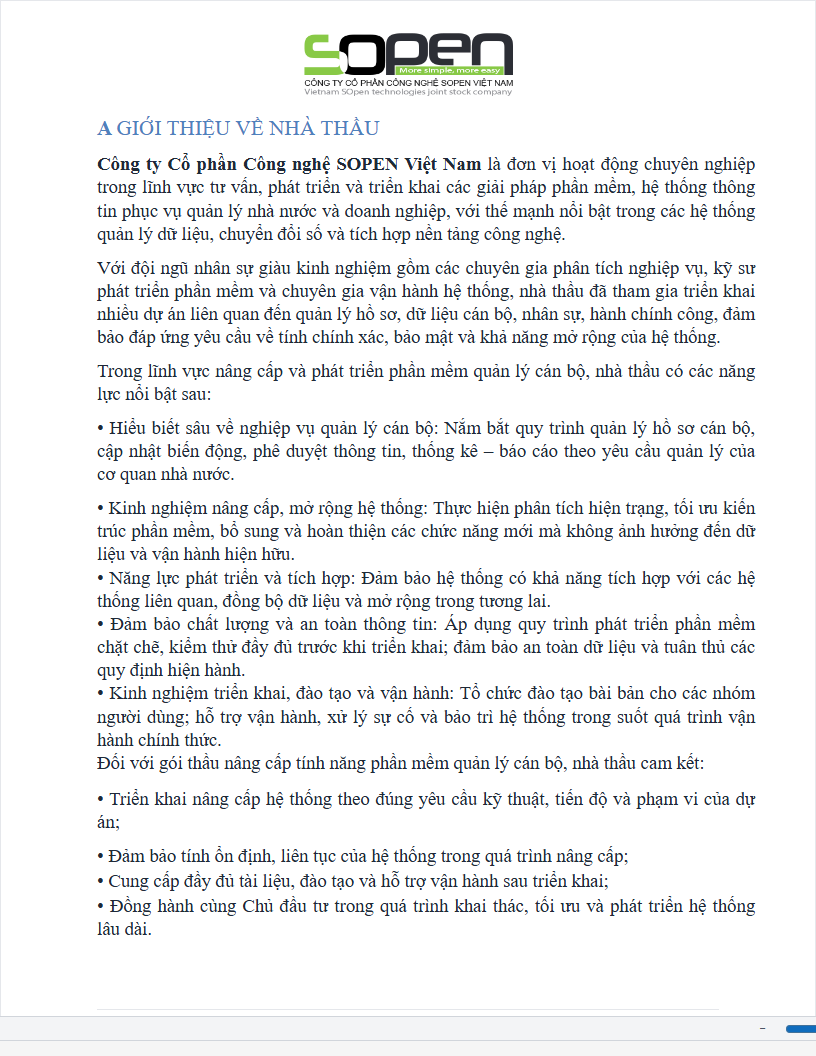 sopen
More simple, more easy
CÔNG TY CỔ PHẦN CÔNG NGHỆ SOPEN VIỆT NAM
Vietnam SOpen technologies joint stock company
A GIỚI THIỆU VỀ NHÀ THẦU
Công ty Cổ phần Công nghệ SOPEN Việt Nam là đơn vị hoạt động chuyên nghiệp
trong lĩnh vực tư vấn, phát triển và triển khai các giải pháp phần mềm, hệ thống thông
tin phục vụ quản lý nhà nước và doanh nghiệp, với thế mạnh nổi bật trong các hệ thống
quản lý dữ liệu, chuyển đổi số và tích hợp nền tảng công nghệ.
Với đội ngũ nhân sự giàu kinh nghiệm gồm các chuyên gia phân tích nghiệp vụ, kỹ sư
phát triển phần mềm và chuyên gia vận hành hệ thống, nhà thầu đã tham gia triển khai
nhiều dự án liên quan đến quản lý hồ sơ, dữ liệu cán bộ, nhân sự, hành chính công, đảm
bảo đáp ứng yêu cầu về tính chính xác, bảo mật và khả năng mở rộng của hệ thống.
Trong lĩnh vực nâng cấp và phát triển phần mềm quản lý cán bộ, nhà thầu có các năng
lực nổi bật sau:
• Hiểu biết sâu về nghiệp vụ quản lý cán bộ: Nắm bắt quy trình quản lý hồ sơ cán bộ,
cập nhật biến động, phê duyệt thông tin, thống kê – báo cáo theo yêu cầu quản lý của
cơ quan nhà nước.
• Kinh nghiệm nâng cấp, mở rộng hệ thống: Thực hiện phân tích hiện trạng, tối ưu kiến
trúc phần mềm, bổ sung và hoàn thiện các chức năng mới mà không ảnh hưởng đến dữ
liệu và vận hành hiện hữu.
• Năng lực phát triển và tích hợp: Đảm bảo hệ thống có khả năng tích hợp với các hệ
thống liên quan, đồng bộ dữ liệu và mở rộng trong tương lai.
• Đảm bảo chất lượng và an toàn thông tin: Áp dụng quy trình phát triển phần mềm
chặt chẽ, kiểm thử đầy đủ trước khi triển khai; đảm bảo an toàn dữ liệu và tuân thủ các
quy định hiện hành.
• Kinh nghiệm triển khai, đào tạo và vận hành: Tổ chức đào tạo bài bản cho các nhóm
người dùng; hỗ trợ vận hành, xử lý sự cố và bảo trì hệ thống trong suốt quá trình vận
hành chính thức.
Đối với gói thầu nâng cấp tính năng phần mềm quản lý cán bộ, nhà thầu cam kết:
• Triển khai nâng cấp hệ thống theo đúng yêu cầu kỹ thuật, tiến độ và phạm vi của dự
án;
• Đảm bảo tính ổn định, liên tục của hệ thống trong quá trình nâng cấp;
• Cung cấp đầy đủ tài liệu, đào tạo và hỗ trợ vận hành sau triển khai;
• Đồng hành cùng Chủ đầu tư trong quá trình khai thác, tối ưu và phát triển hệ thống
lâu dài.